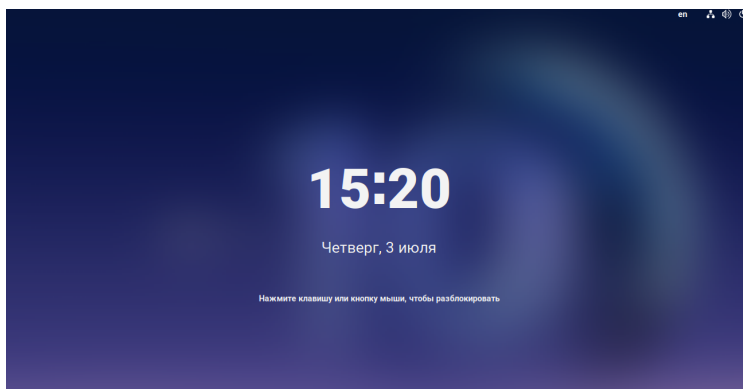 en
15:20
Четверг, 3 июля
Нажмите клавишу или кнопку мыши, чтобы разблокировать